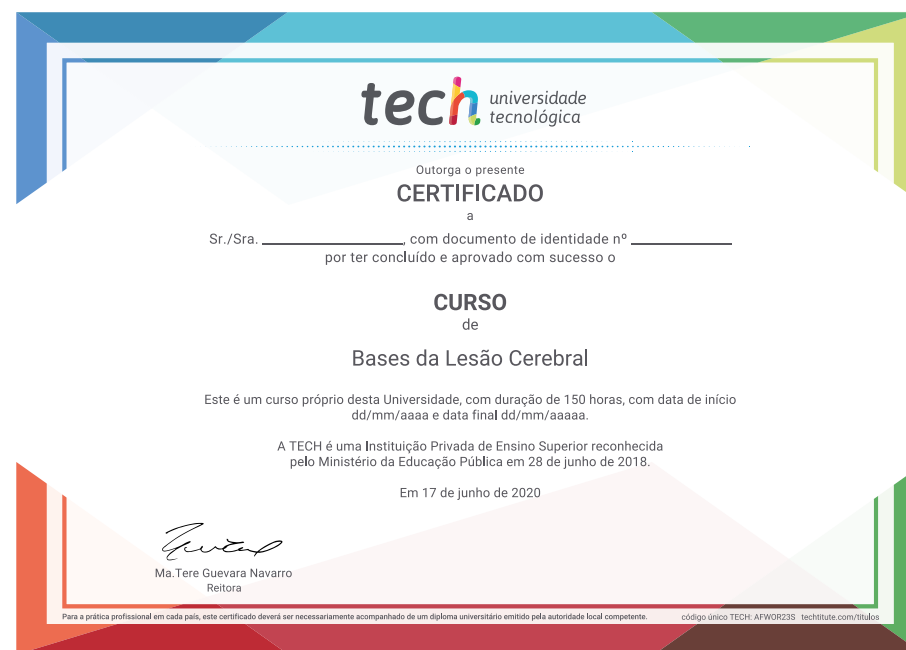 tech universidade
tecnológica
Outorga o presente
CERTIFICADO
a
Sr./Sra. ________________, com documento de identidade nº ____________
por ter concluído e aprovado com sucesso o
CURSO
de
Bases da Lesão Cerebral
Este é um curso próprio desta Universidade, com duração de 150 horas, com data de início
dd/mm/aaaa e data final dd/mm/aaaaa.
A TECH é uma Instituição Privada de Ensino Superior reconhecida
pelo Ministério da Educação Pública em 28 de junho de 2018.
Em 17 de junho de 2020
Ma.Tere Guevara Navarro
Reitora
Para a prática profissional em cada país, este certificado deverá ser necessariamente acompanhado de um diploma universitário emitido pela autoridade local competente. código único TECH: AFWOR23S techtitute.com/titulos